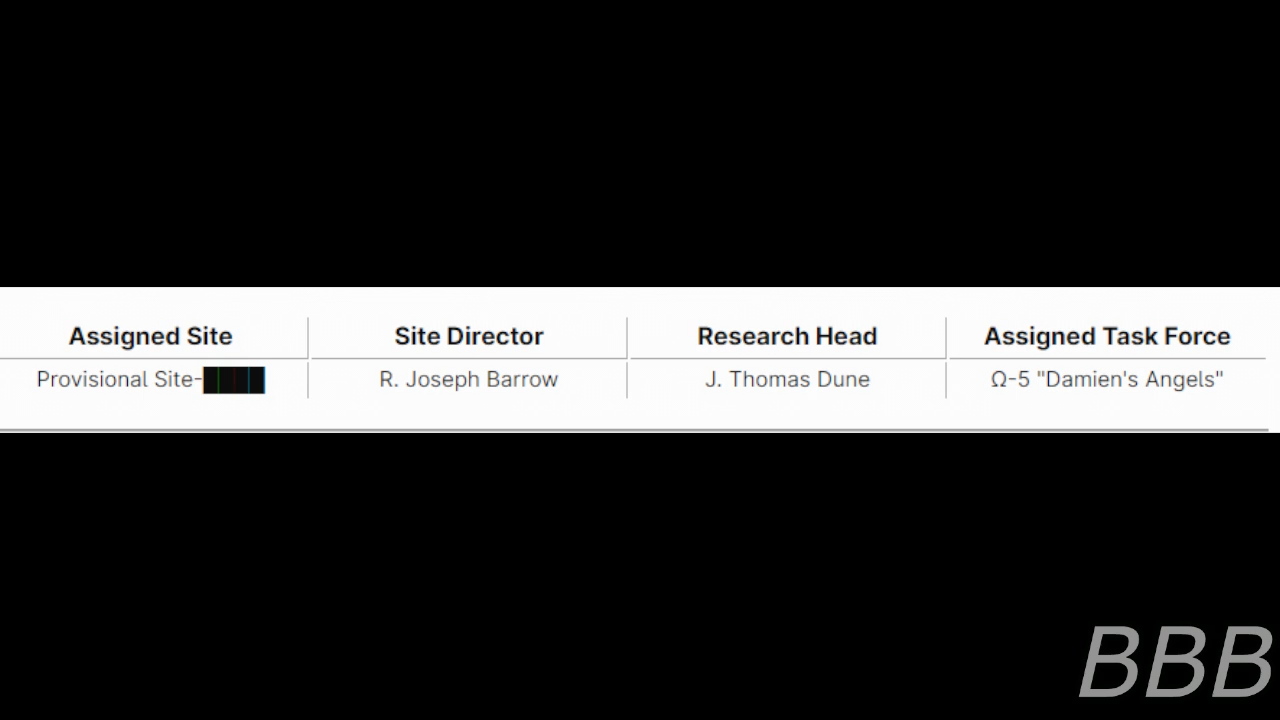 Assigned Site Site Director Research Head Assigned Task Force
Provisional Site-████ R. Joseph Barrow J. Thomas Dune Ω-5 "Damien's Angels"
BBB